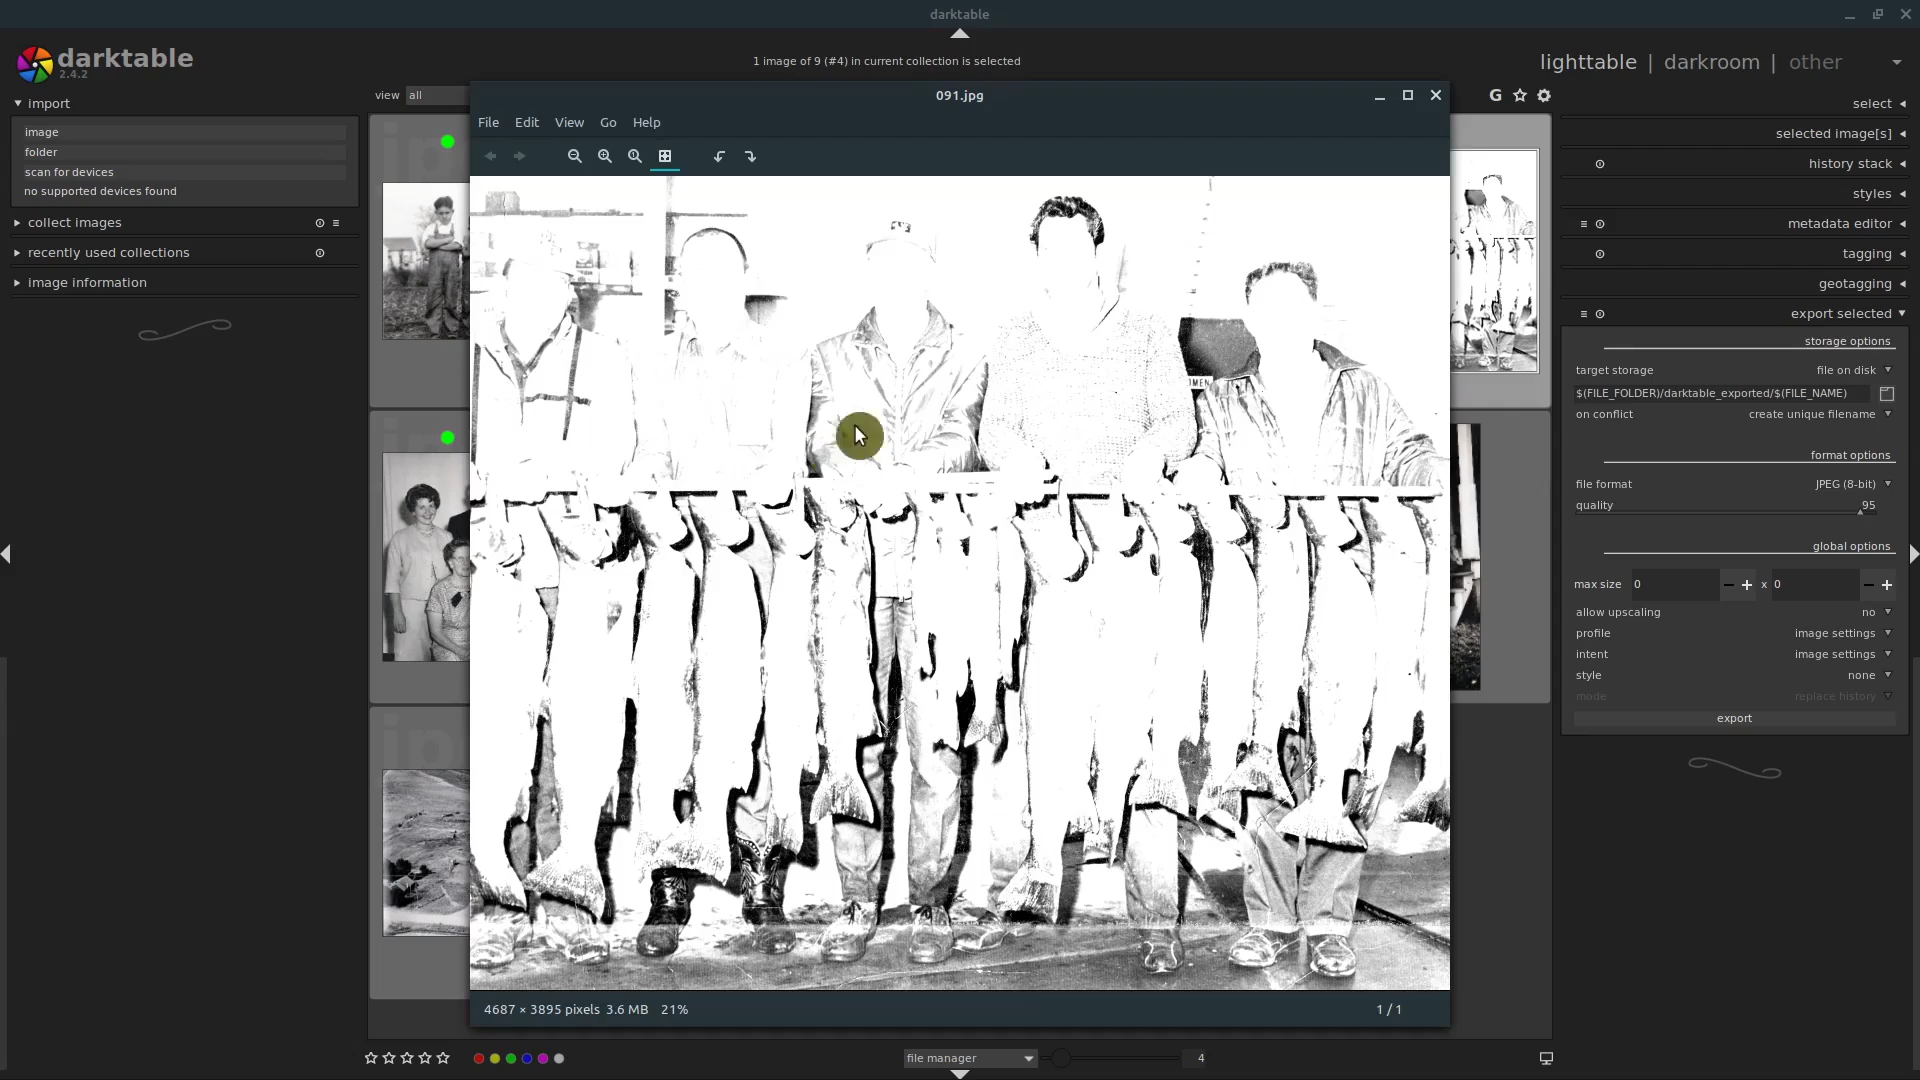 darktable
darktable
2.4.2
1 image of 9 (#4) in current collection is selected
lighttable | darkroom | other
import
image
folder
scan for devices
no supported devices found
collect images
recently used collections
image information
view all
G
091.jpg
File Edit View Go Help
OMEN
4687 × 3895 pixels 3.6 MB 21%
1 / 1
select
selected image[s]
history stack
styles
metadata editor
tagging
geotagging
export selected
storage options
target storage file on disk
$(FILE_FOLDER)/darktable_exported/$(FILE_NAME)
on conflict create unique filename
format options
file format JPEG (8-bit)
quality 95
global options
max size 0 x 0
allow upscaling no
profile image settings
intent image settings
style none
mode replace history
export
file manager
4